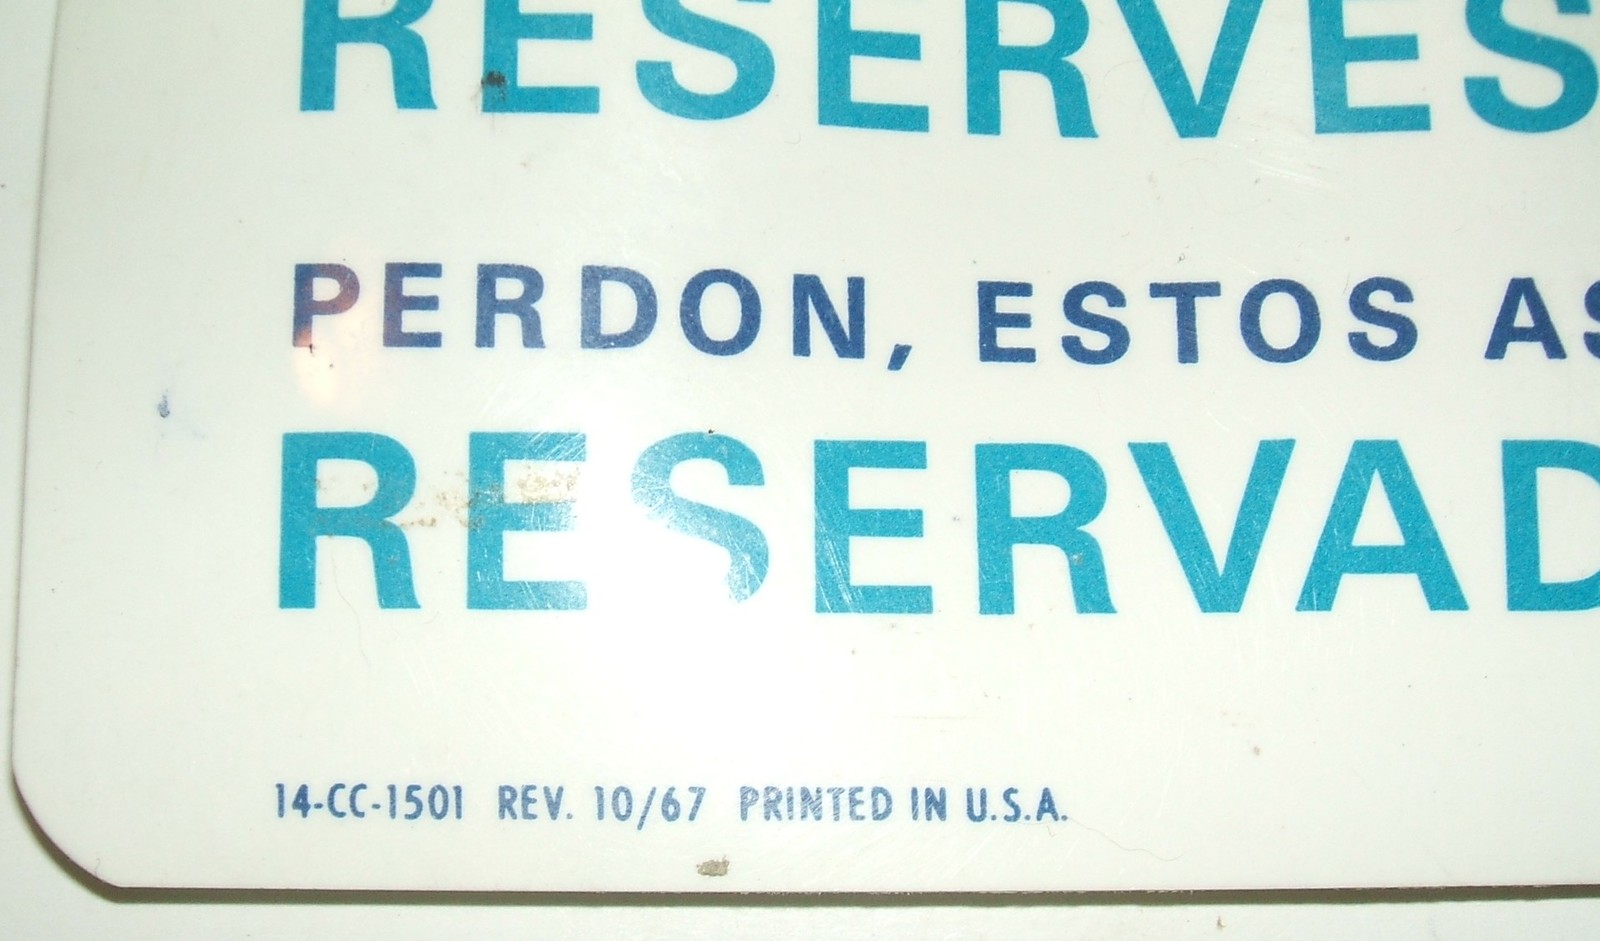 RESERVES
PERDON, ESTOS AS
RESERVAD
14-CC-1501 REV. 10/67 PRINTED IN U.S.A.